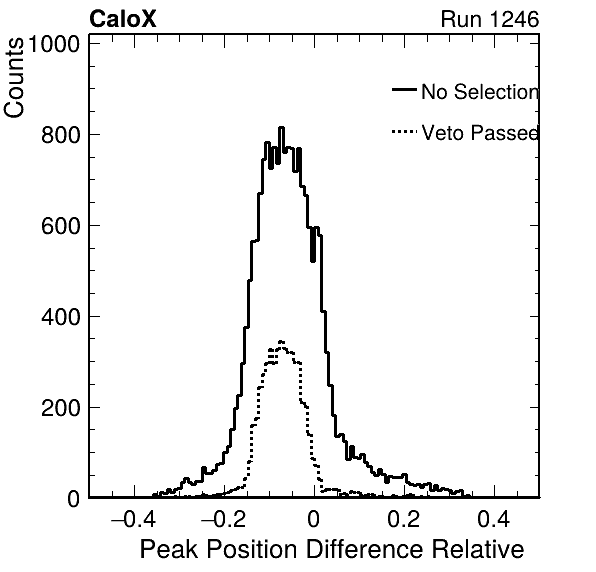 CaloX Run 1246
Counts
1000
800
600
400
200
0
No Selection
Veto Passed
−0.4 −0.2 0 0.2 0.4
Peak Position Difference Relative